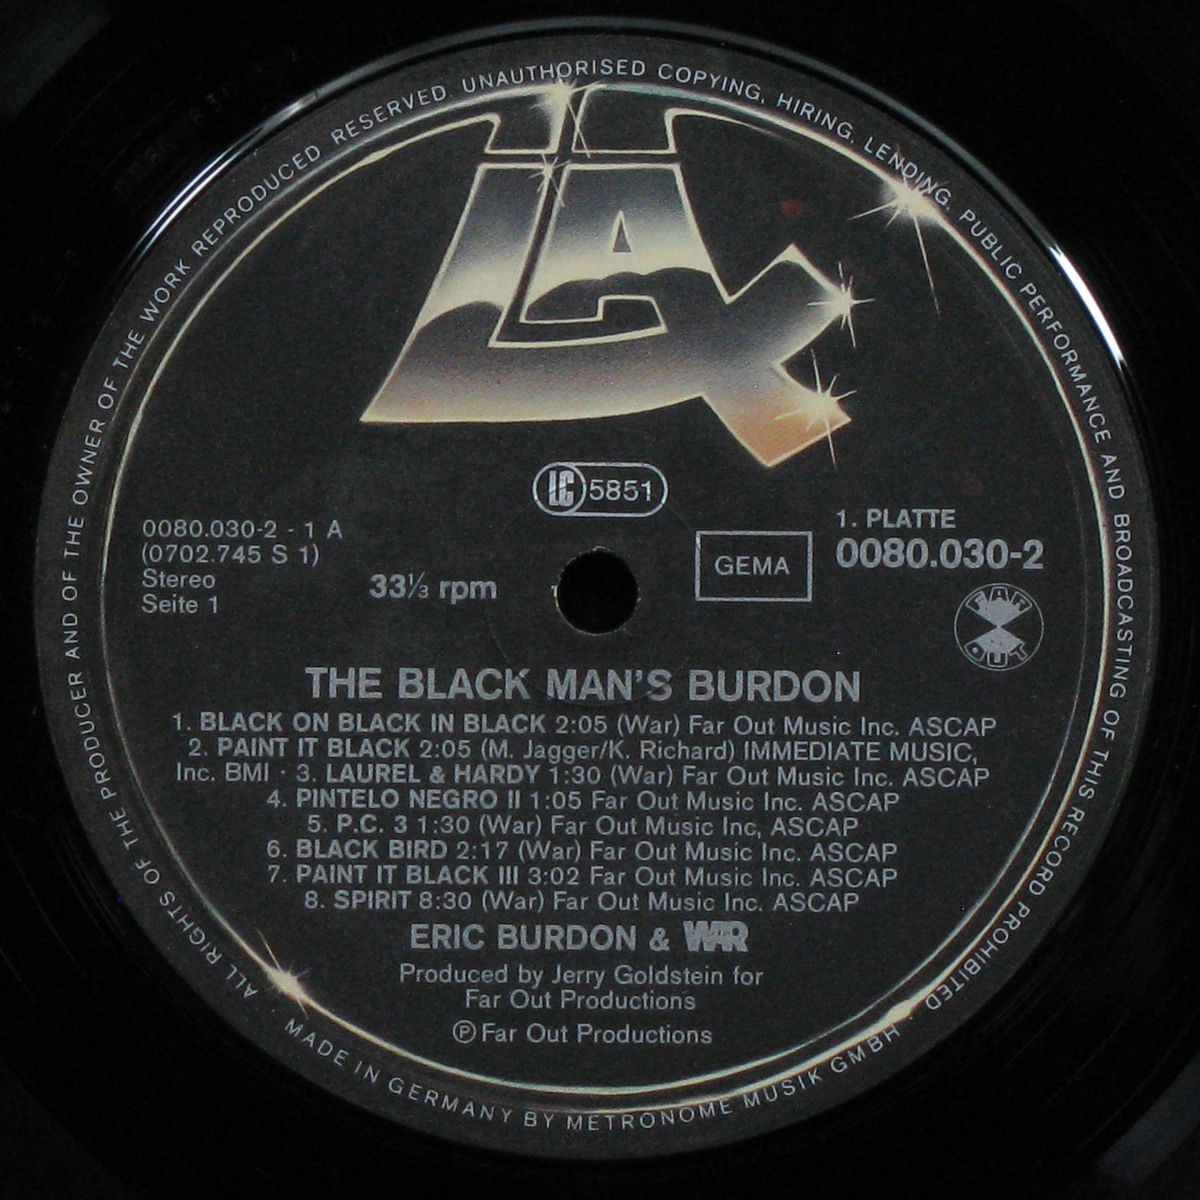 ALL RIGHTS OF THE PRODUCER AND OF THE OWNER OF THE WORK REPRODUCED RESERVED UNAUTHORISED COPYING, HIRING, LENDING, PUBLIC PERFORMANCE AND BROADCASTING OF THIS RECORD PROHIBITED
LAX
LC 5851
0080.030-2 - 1 A
(0702.745 S 1)
Stereo
Seite 1
33⅓ rpm
GEMA
1. PLATTE
0080.030-2
FAR
OUT
THE BLACK MAN'S BURDON
1. BLACK ON BLACK IN BLACK 2:05 (War) Far Out Music Inc. ASCAP
2. PAINT IT BLACK 2:05 (M. Jagger/K. Richard) IMMEDIATE MUSIC,
Inc. BMI · 3. LAUREL & HARDY 1:30 (War) Far Out Music Inc. ASCAP
4. PINTELO NEGRO II 1:05 Far Out Music Inc. ASCAP
5. P.C. 3 1:30 (War) Far Out Music Inc, ASCAP
6. BLACK BIRD 2:17 (War) Far Out Music Inc. ASCAP
7. PAINT IT BLACK III 3:02 Far Out Music Inc. ASCAP
8. SPIRIT 8:30 (War) Far Out Music Inc. ASCAP
ERIC BURDON & WAR
Produced by Jerry Goldstein for
Far Out Productions
℗ Far Out Productions
MADE IN GERMANY BY METRONOME MUSIK GMBH ·